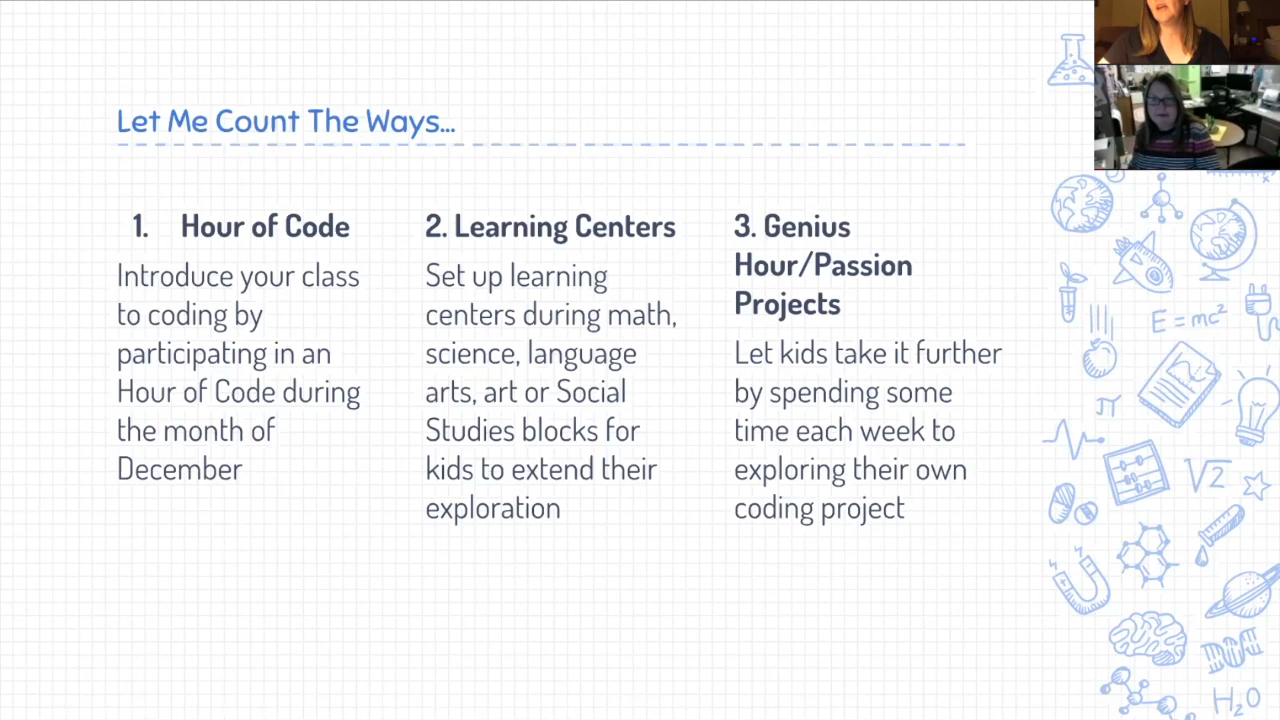 Let Me Count The Ways...
1. Hour of Code
Introduce your class
to coding by
participating in an
Hour of Code during
the month of
December
2. Learning Centers
Set up learning
centers during math,
science, language
arts, art or Social
Studies blocks for
kids to extend their
exploration
3. Genius
Hour/Passion
Projects
Let kids take it further
by spending some
time each week to
exploring their own
coding project
E=mc²
π
√2
H₂O